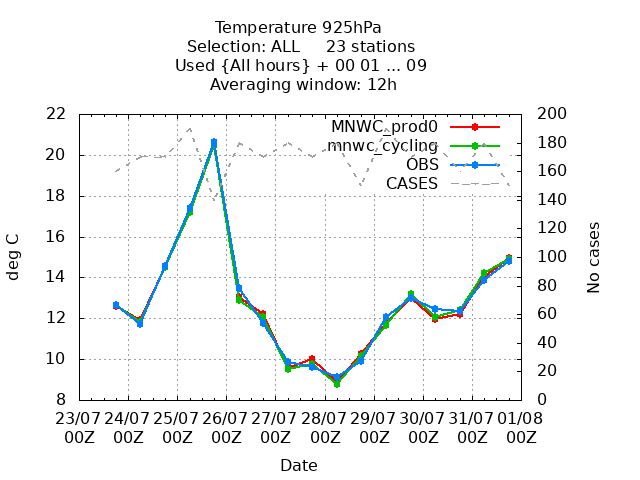 Temperature 925hPa
Selection: ALL     23 stations
Used {All hours} + 00 01 ... 09
Averaging window: 12h
22
20
18
16
14
12
10
8
200
180
160
140
120
100
80
60
40
20
0
deg C
No cases
MNWC_prod0
mnwc_cycling
OBS
CASES
23/07 24/07 25/07 26/07 27/07 28/07 29/07 30/07 31/07 01/08
00Z 00Z 00Z 00Z 00Z 00Z 00Z 00Z 00Z 00Z
Date